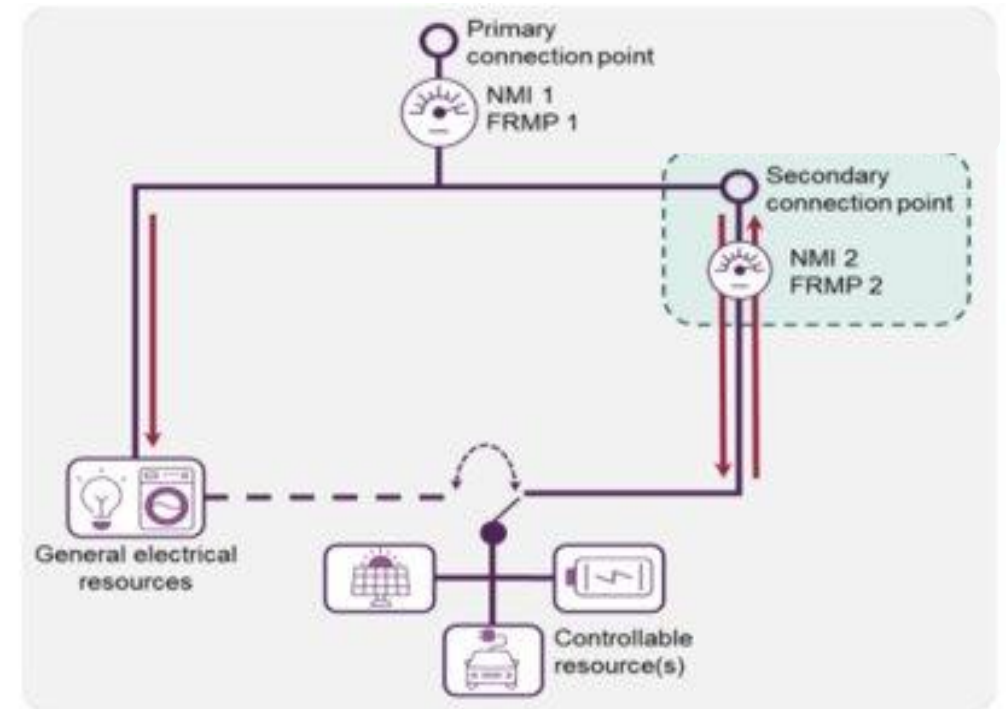 Primary
connection point
NMI 1
FRMP 1
Secondary
connection point
NMI 2
FRMP 2
General electrical
resources
Controllable
resource(s)